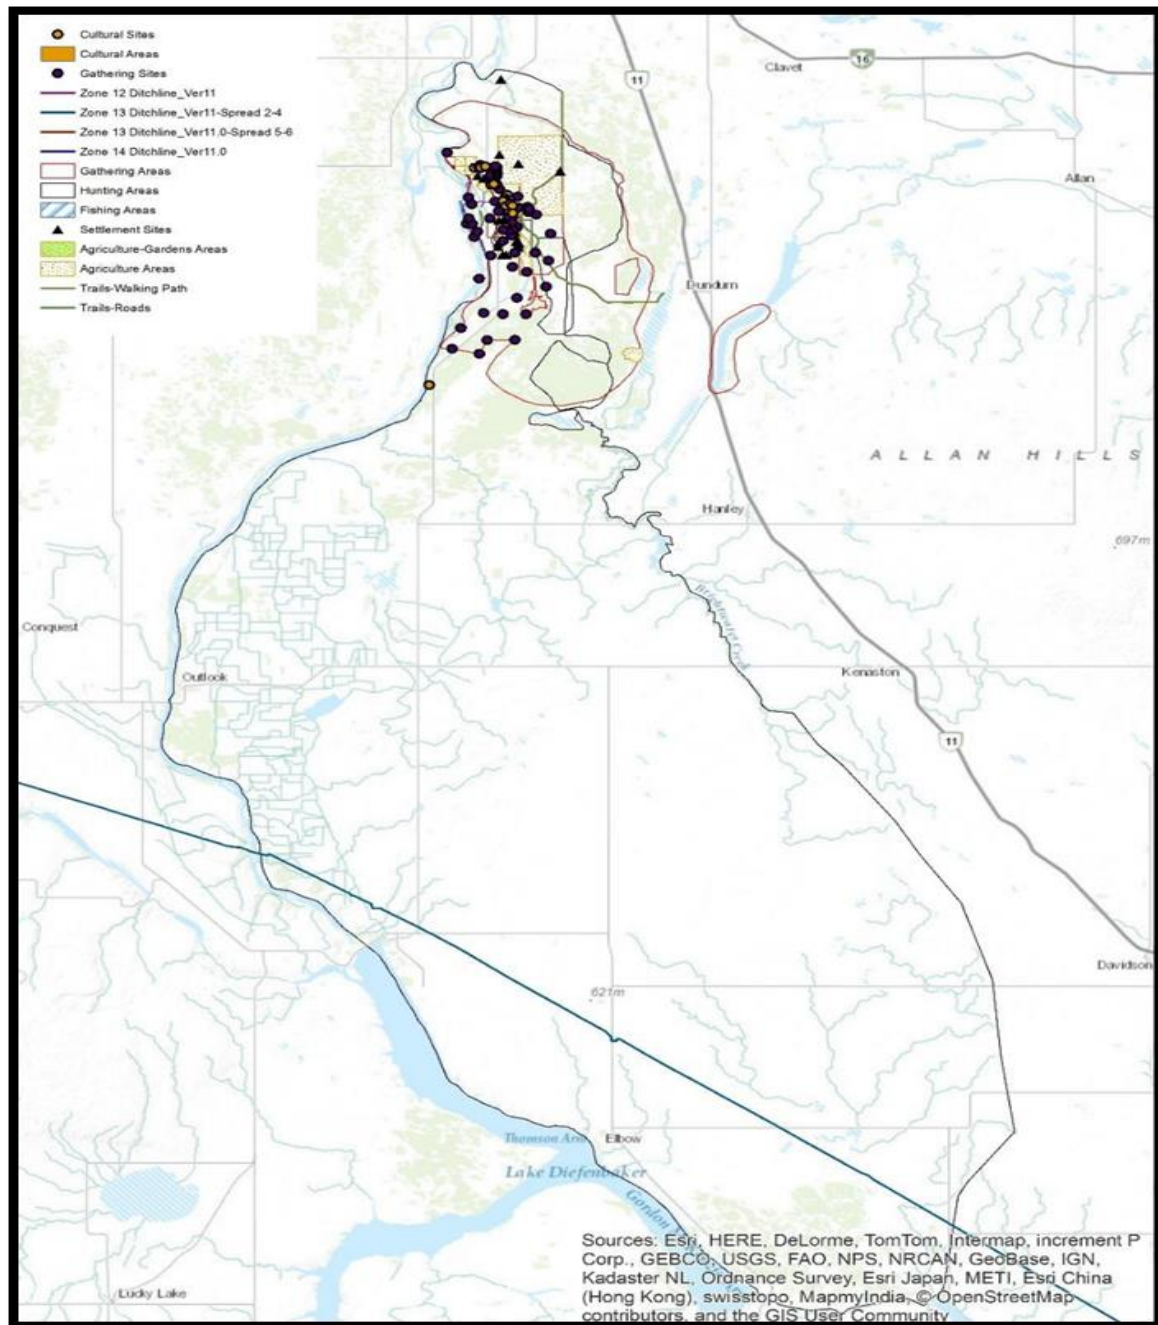 Cultural Sites
Cultural Areas
Gathering Sites
Zone 12 Ditchline_Ver11
Zone 13 Ditchline_Ver11-Spread 2-4
Zone 13 Ditchline_Ver11.0-Spread 5-6
Zone 14 Ditchline_Ver11.0
Gathering Areas
Hunting Areas
Fishing Areas
Settlement Sites
Agriculture-Gardens Areas
Agriculture Areas
Trails-Walking Path
Trails-Roads
11
Clavet
16
Allan
Dundurn
ALLAN HILLS
Hanley
697m
Brightwater Creek
Conquest
Outlook
Kenaston
11
Davidson
621m
Thomson Arm
Elbow
Lake Diefenbaker
Gordon
Lucky Lake
Sources: Esri, HERE, DeLorme, TomTom, Intermap, increment P
Corp., GEBCO, USGS, FAO, NPS, NRCAN, GeoBase, IGN,
Kadaster NL, Ordnance Survey, Esri Japan, METI, Esri China
(Hong Kong), swisstopo, MapmyIndia, © OpenStreetMap
contributors, and the GIS User Community